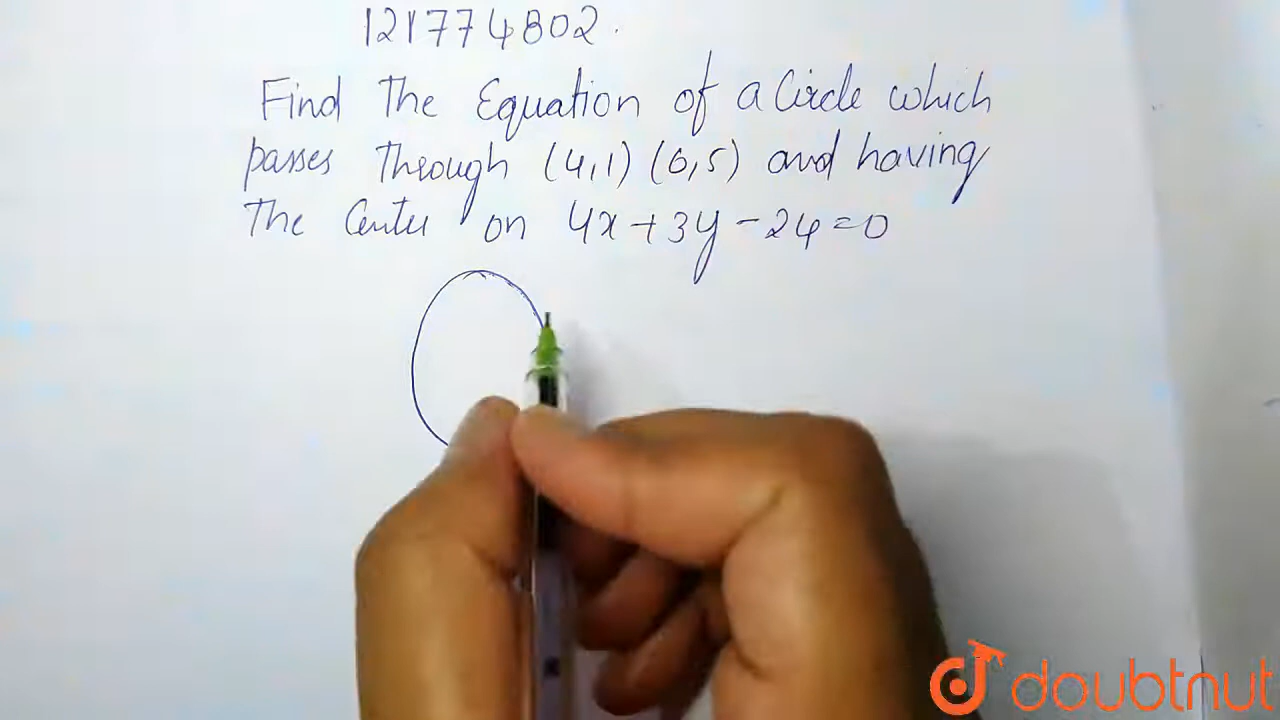 121774802.
Find The Equation of a Circle which
passes Through (4,1) (6,5) and having
The Center on 4x+3y-24=0
doubtnut